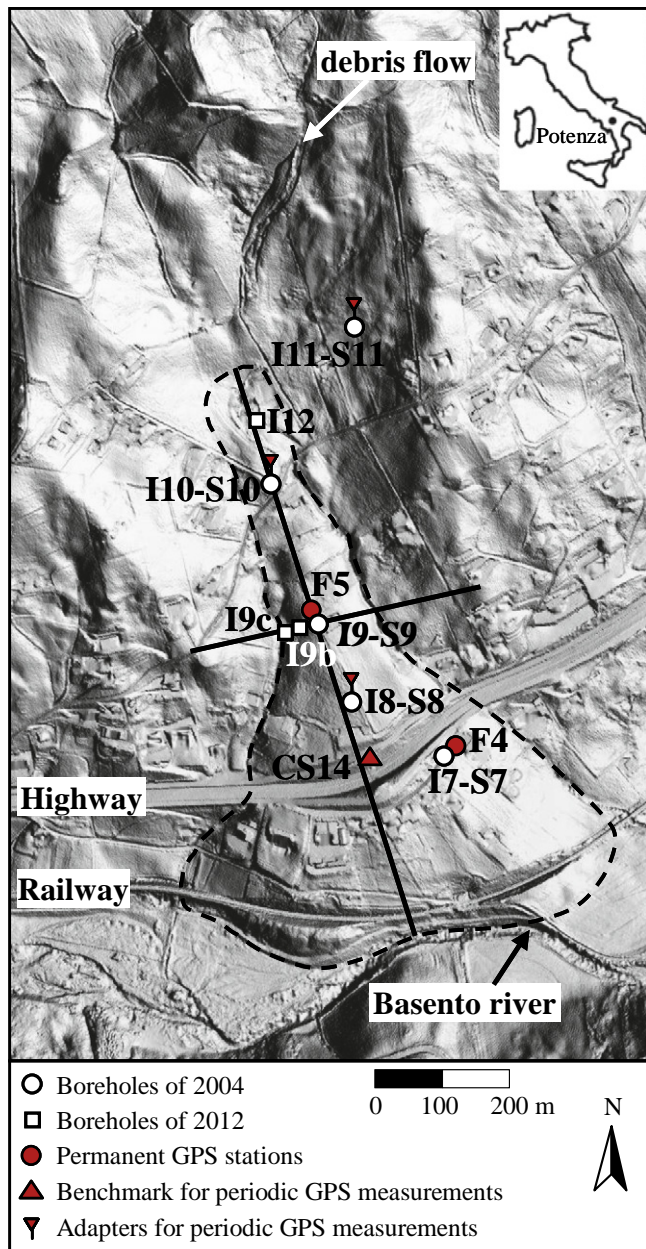 debris flow
Potenza
I11-S11
I12
I10-S10
F5
I9c
I9-S9
I9b
I8-S8
F4
CS14
I7-S7
Highway
Railway
Basento river
Boreholes of 2004
Boreholes of 2012
Permanent GPS stations
Benchmark for periodic GPS measurements
Adapters for periodic GPS measurements
0 100 200 m
N